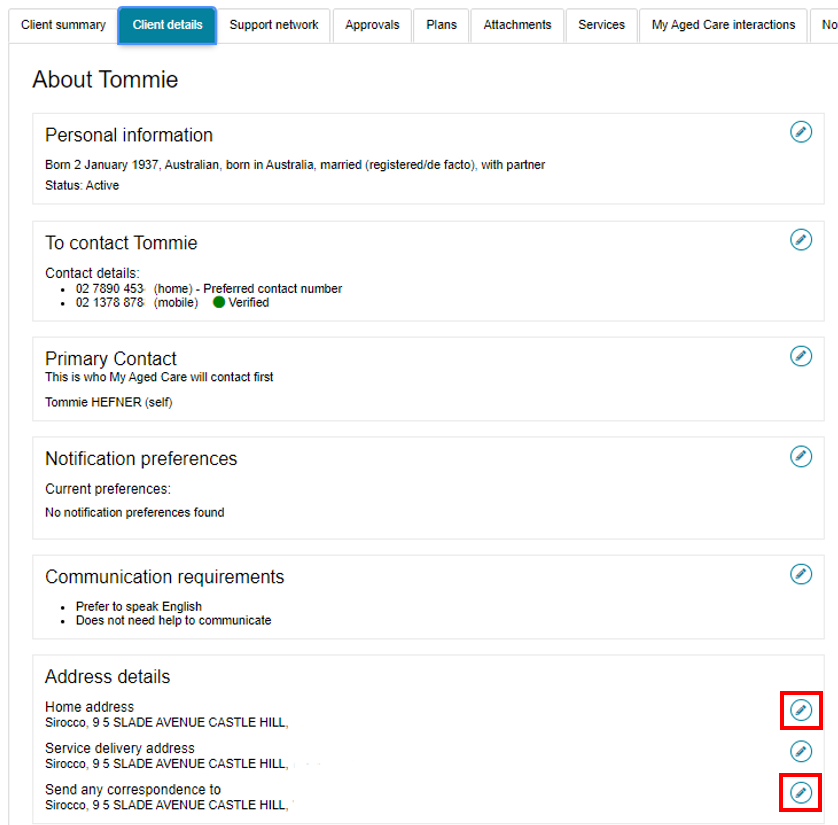 Client summary
Client details
Support network
Approvals
Plans
Attachments
Services
My Aged Care interactions
No
About Tommie
Personal information
Born 2 January 1937, Australian, born in Australia, married (registered/de facto), with partner
Status: Active
To contact Tommie
Contact details:
• 02 7890 453 (home) - Preferred contact number
• 02 1378 878 (mobile) Verified
Primary Contact
This is who My Aged Care will contact first
Tommie HEFNER (self)
Notification preferences
Current preferences:
No notification preferences found
Communication requirements
• Prefer to speak English
• Does not need help to communicate
Address details
Home address
Sirocco, 9 5 SLADE AVENUE CASTLE HILL,
Service delivery address
Sirocco, 9 5 SLADE AVENUE CASTLE HILL,
Send any correspondence to
Sirocco, 9 5 SLADE AVENUE CASTLE HILL,